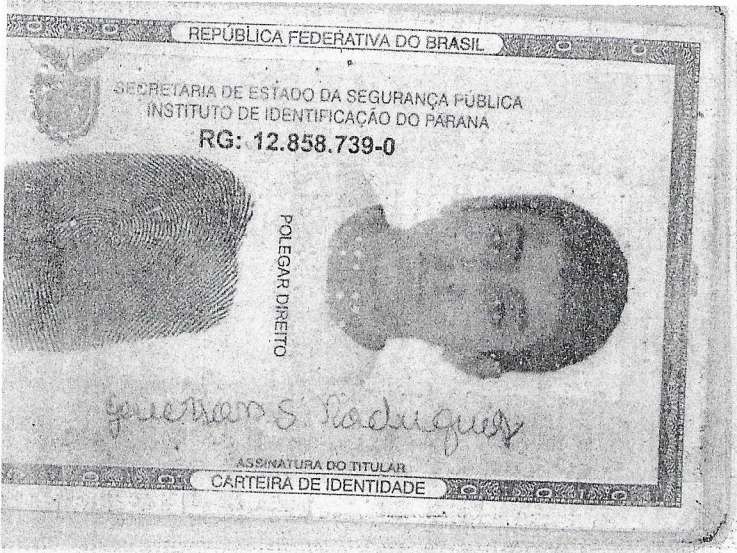 REPÚBLICA FEDERATIVA DO BRASIL
SECRETARIA DE ESTADO DA SEGURANÇA PÚBLICA
INSTITUTO DE IDENTIFICAÇÃO DO PARANÁ
RG: 12.858.739-0
POLEGAR DIREITO
S. Rodrigues
ASSINATURA DO TITULAR
CARTEIRA DE IDENTIDADE